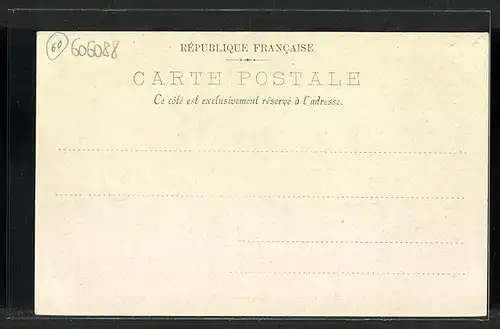 60 606088
RÉPUBLIQUE FRANÇAISE
CARTE POSTALE
Ce côté est exclusivement réservé à l'adresse.